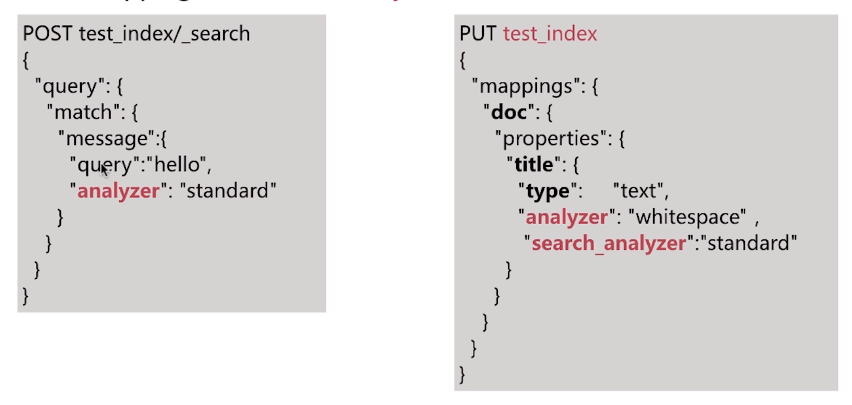 POST test_index/_search
{
"query": {
"match": {
"message":{
"query":"hello",
"analyzer": "standard"
}
}
}
}
PUT test_index
{
"mappings": {
"doc": {
"properties": {
"title": {
"type": "text",
"analyzer": "whitespace" ,
"search_analyzer":"standard"
}
}
}
}
}